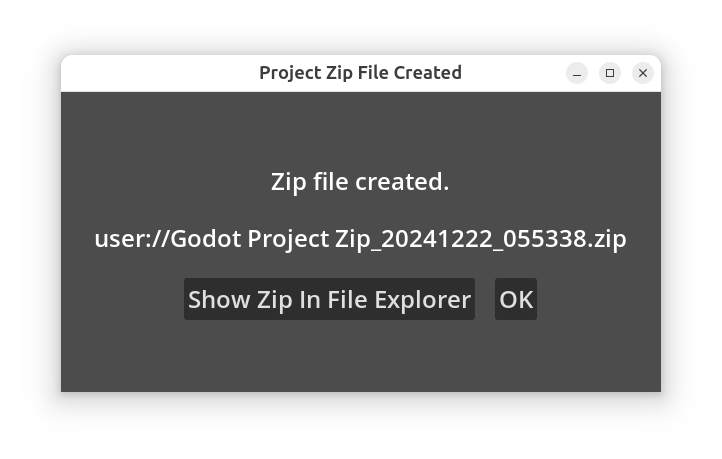 Project Zip File Created
Zip file created.
user://Godot Project Zip_20241222_055338.zip
Show Zip In File Explorer OK